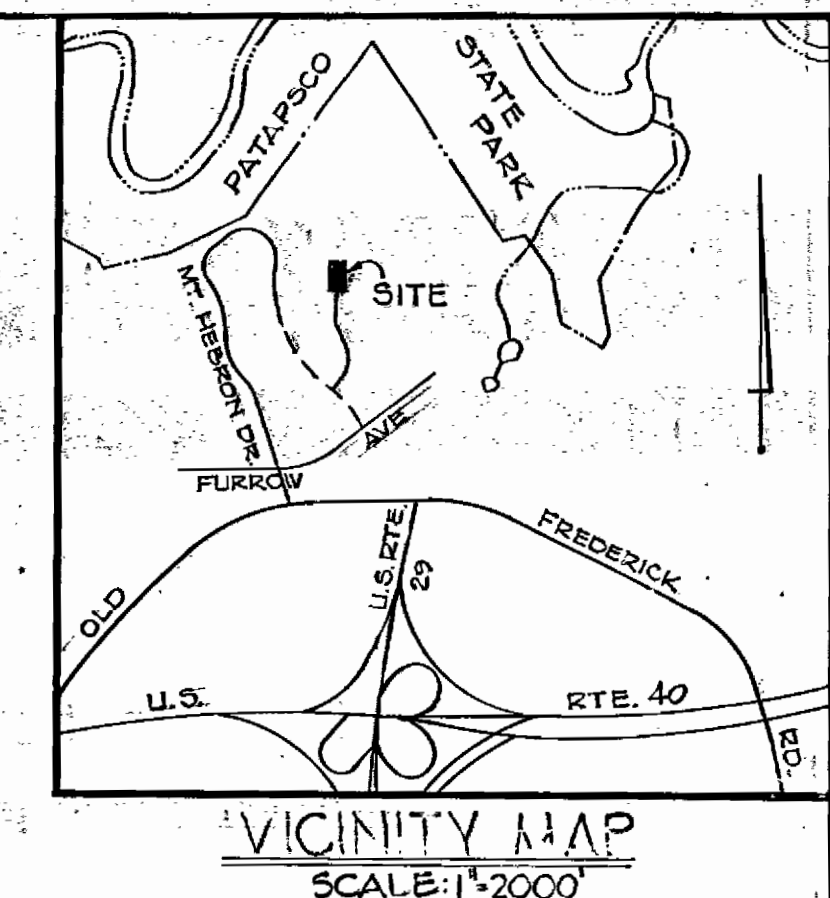 PATAPSCO
STATE
PARK
SITE
MT. HEBRON DR.
AVE
FURROW
U.S. RTE.
29
OLD
FREDERICK
RD.
U.S.
RTE. 40
VICINITY MAP
SCALE: 1"=2000'